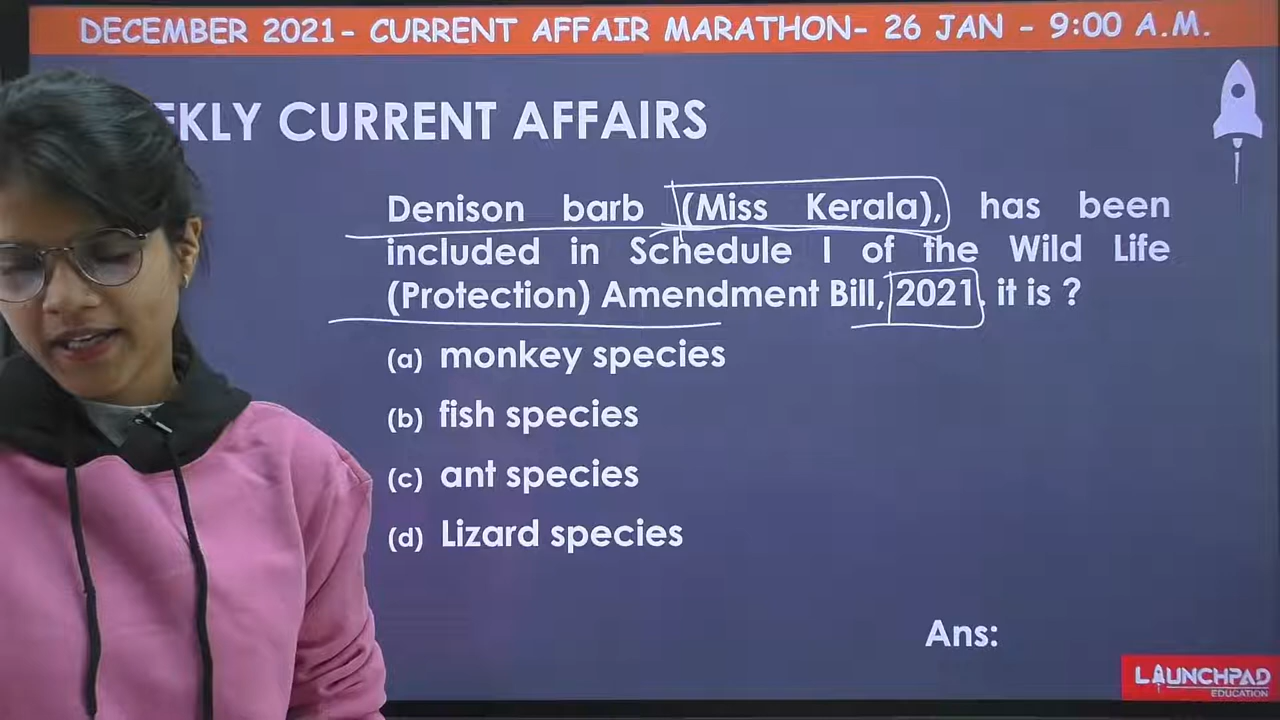 DECEMBER 2021- CURRENT AFFAIR MARATHON- 26 JAN - 9:00 A.M.
EKLY CURRENT AFFAIRS
Denison barb (Miss Kerala), has been
included in Schedule I of the Wild Life
(Protection) Amendment Bill, 2021, it is ?
(a) monkey species
(b) fish species
(c) ant species
(d) Lizard species
Ans:
LAUNCHPAD
EDUCATION